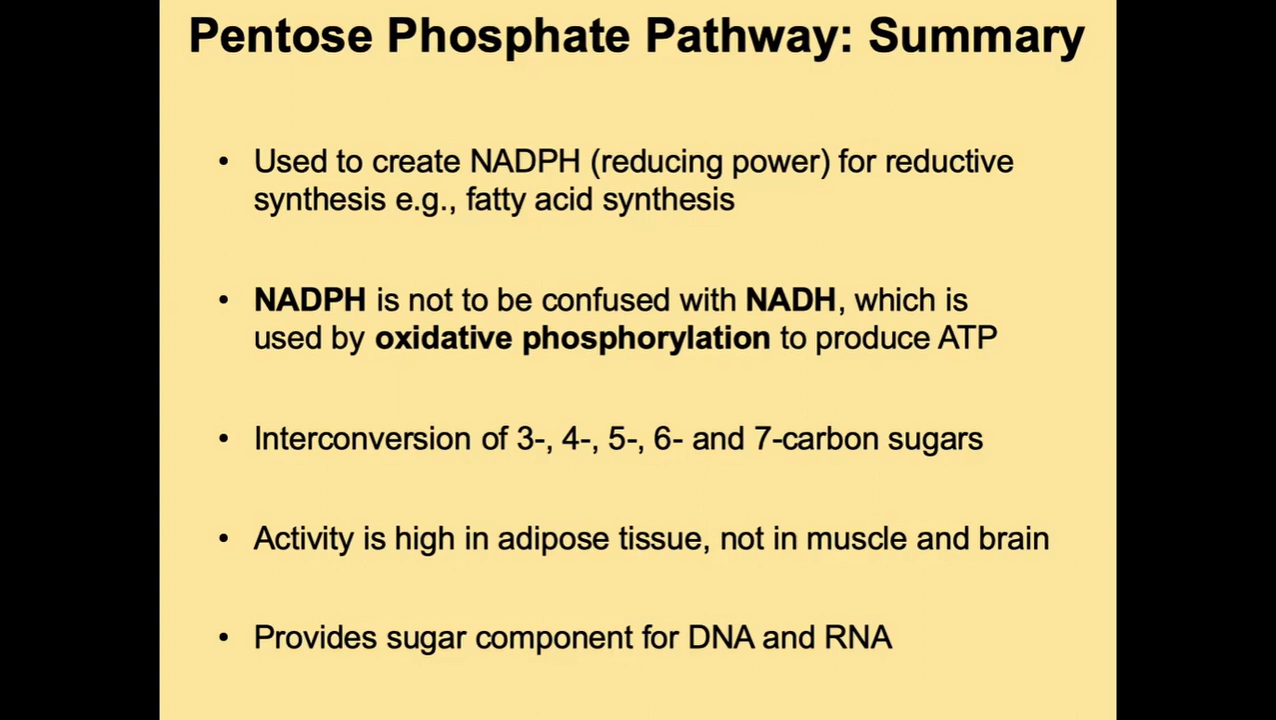 Pentose Phosphate Pathway: Summary
• Used to create NADPH (reducing power) for reductive
synthesis e.g., fatty acid synthesis
• NADPH is not to be confused with NADH, which is
used by oxidative phosphorylation to produce ATP
• Interconversion of 3-, 4-, 5-, 6- and 7-carbon sugars
• Activity is high in adipose tissue, not in muscle and brain
• Provides sugar component for DNA and RNA